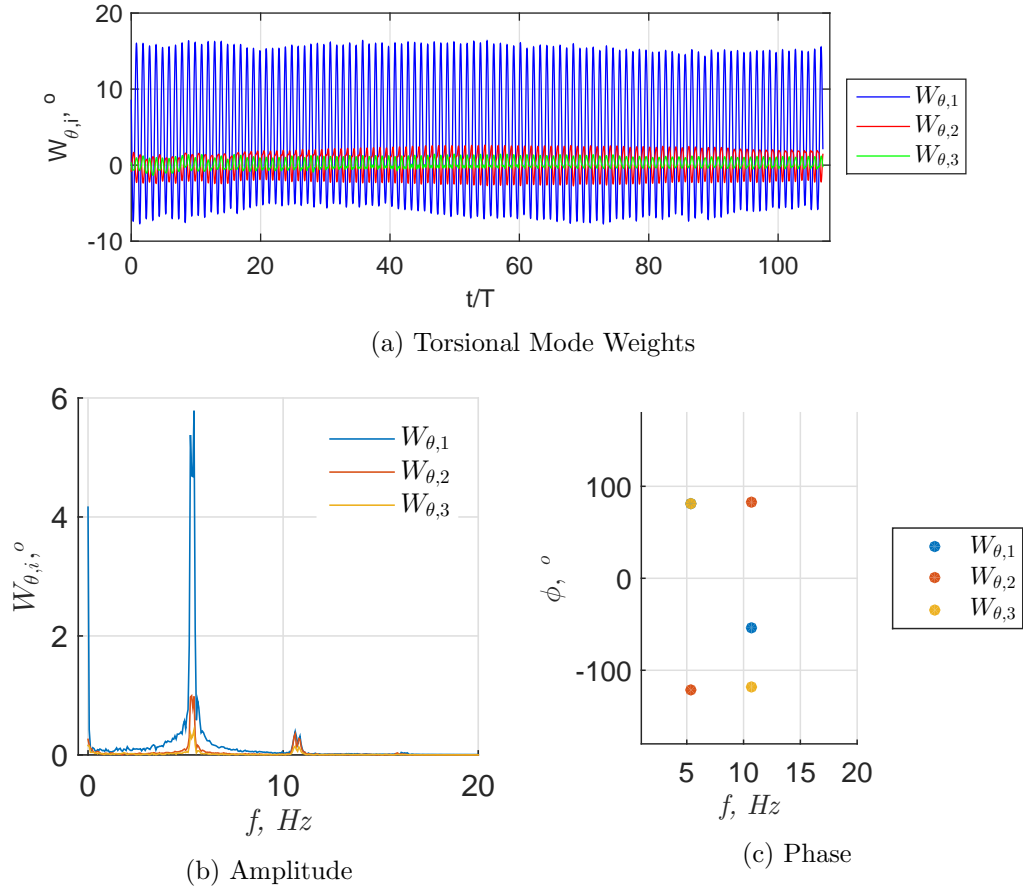 20
10
0
-10
W_{θ,i}, °
0 20 40 60 80 100
t/T
W_{θ,1}
W_{θ,2}
W_{θ,3}
(a) Torsional Mode Weights
6
4
2
0
W_{θ,i},°
W_{θ,1}
W_{θ,2}
W_{θ,3}
0 10 20
f, Hz
(b) Amplitude
100
0
-100
ϕ, °
5 10 15 20
f, Hz
W_{θ,1}
W_{θ,2}
W_{θ,3}
(c) Phase